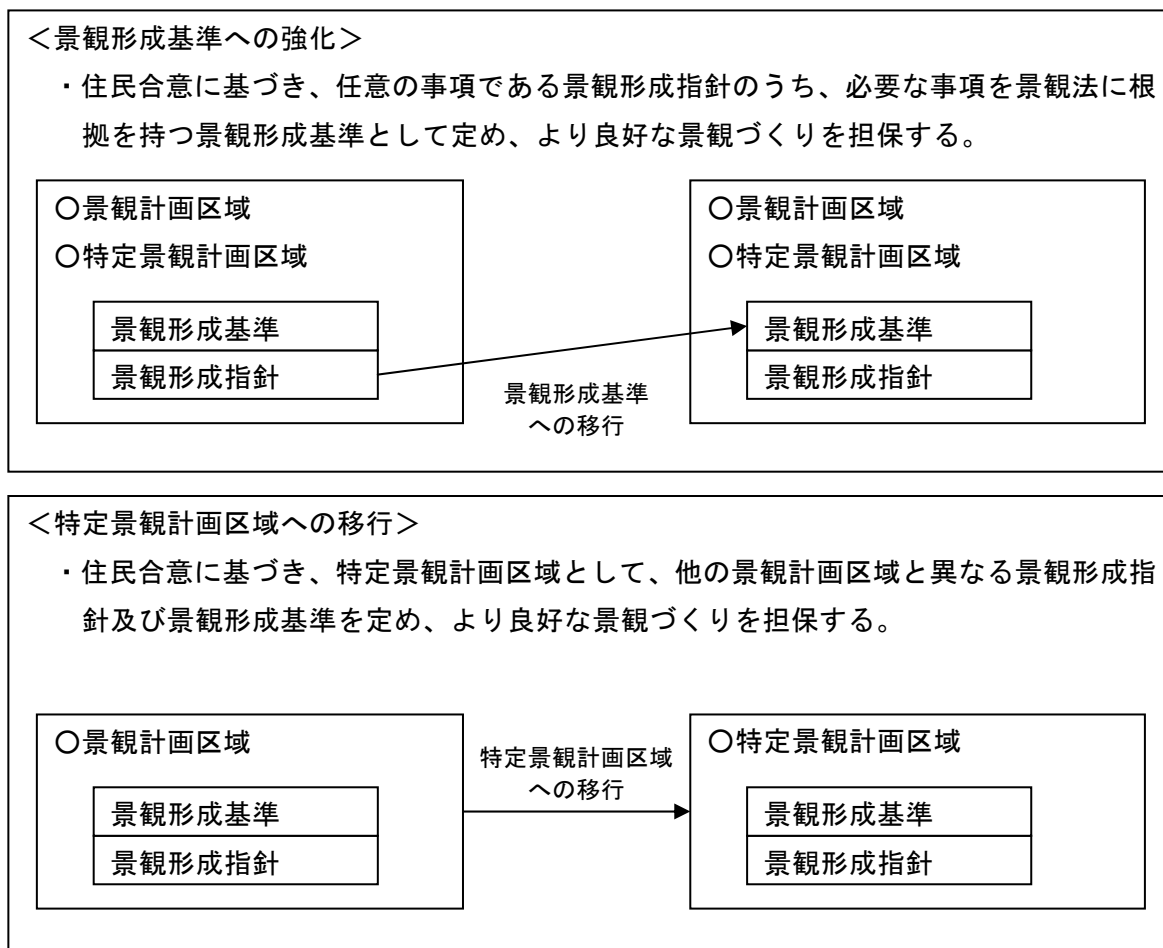 ＜景観形成基準への強化＞
・住民合意に基づき、任意の事項である景観形成指針のうち、必要な事項を景観法に根
拠を持つ景観形成基準として定め、より良好な景観づくりを担保する。
○景観計画区域
○特定景観計画区域
景観形成基準
景観形成指針
景観形成基準
への移行
○景観計画区域
○特定景観計画区域
景観形成基準
景観形成指針
＜特定景観計画区域への移行＞
・住民合意に基づき、特定景観計画区域として、他の景観計画区域と異なる景観形成指
針及び景観形成基準を定め、より良好な景観づくりを担保する。
○景観計画区域
景観形成基準
景観形成指針
特定景観計画区域
への移行
○特定景観計画区域
景観形成基準
景観形成指針